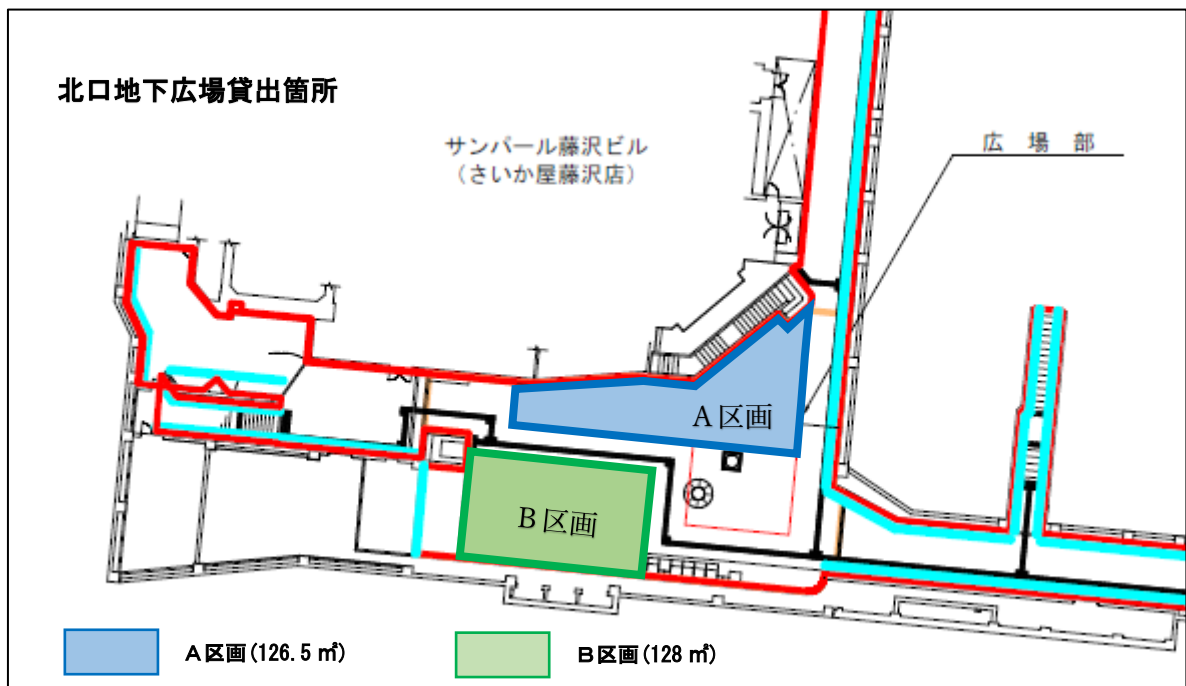 北口地下広場貸出箇所
サンパール藤沢ビル
（さいか屋藤沢店）
広場部
A区画
B区画
A区画(126.5㎡)
B区画(128㎡)